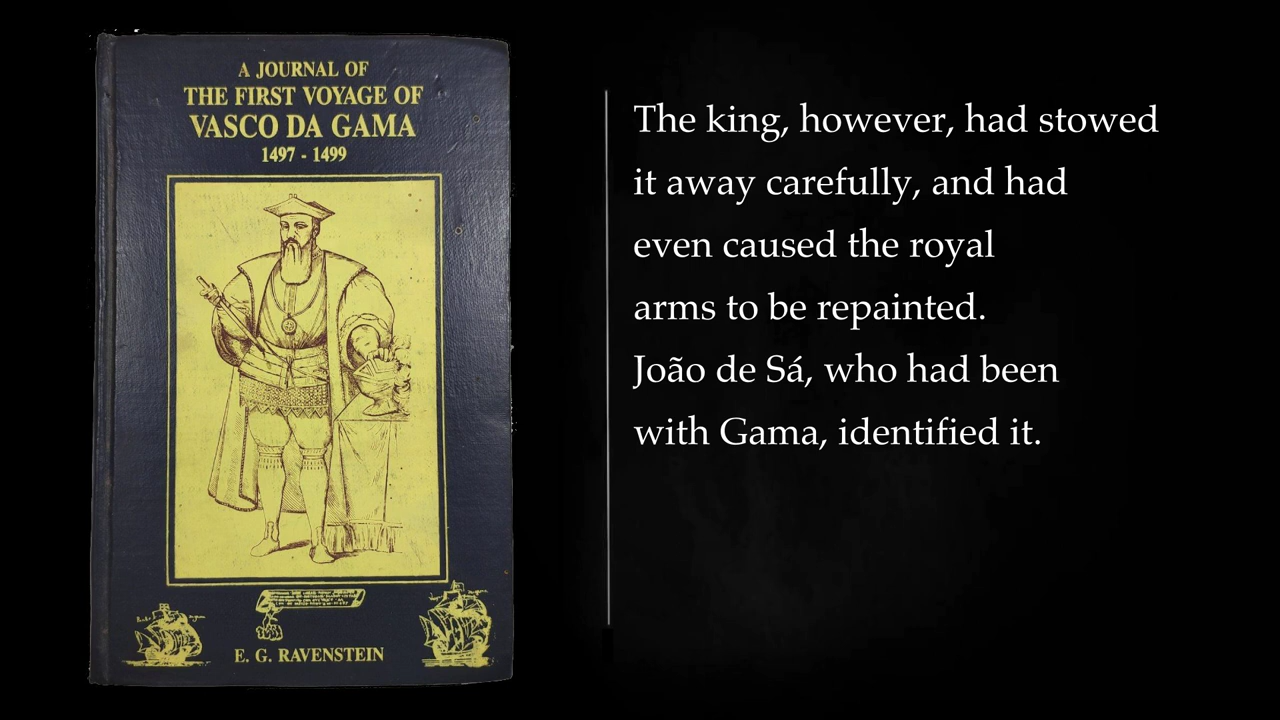 A JOURNAL OF
THE FIRST VOYAGE OF
VASCO DA GAMA
1497 - 1499
E. G. RAVENSTEIN
The king, however, had stowed
it away carefully, and had
even caused the royal
arms to be repainted.
João de Sá, who had been
with Gama, identified it.